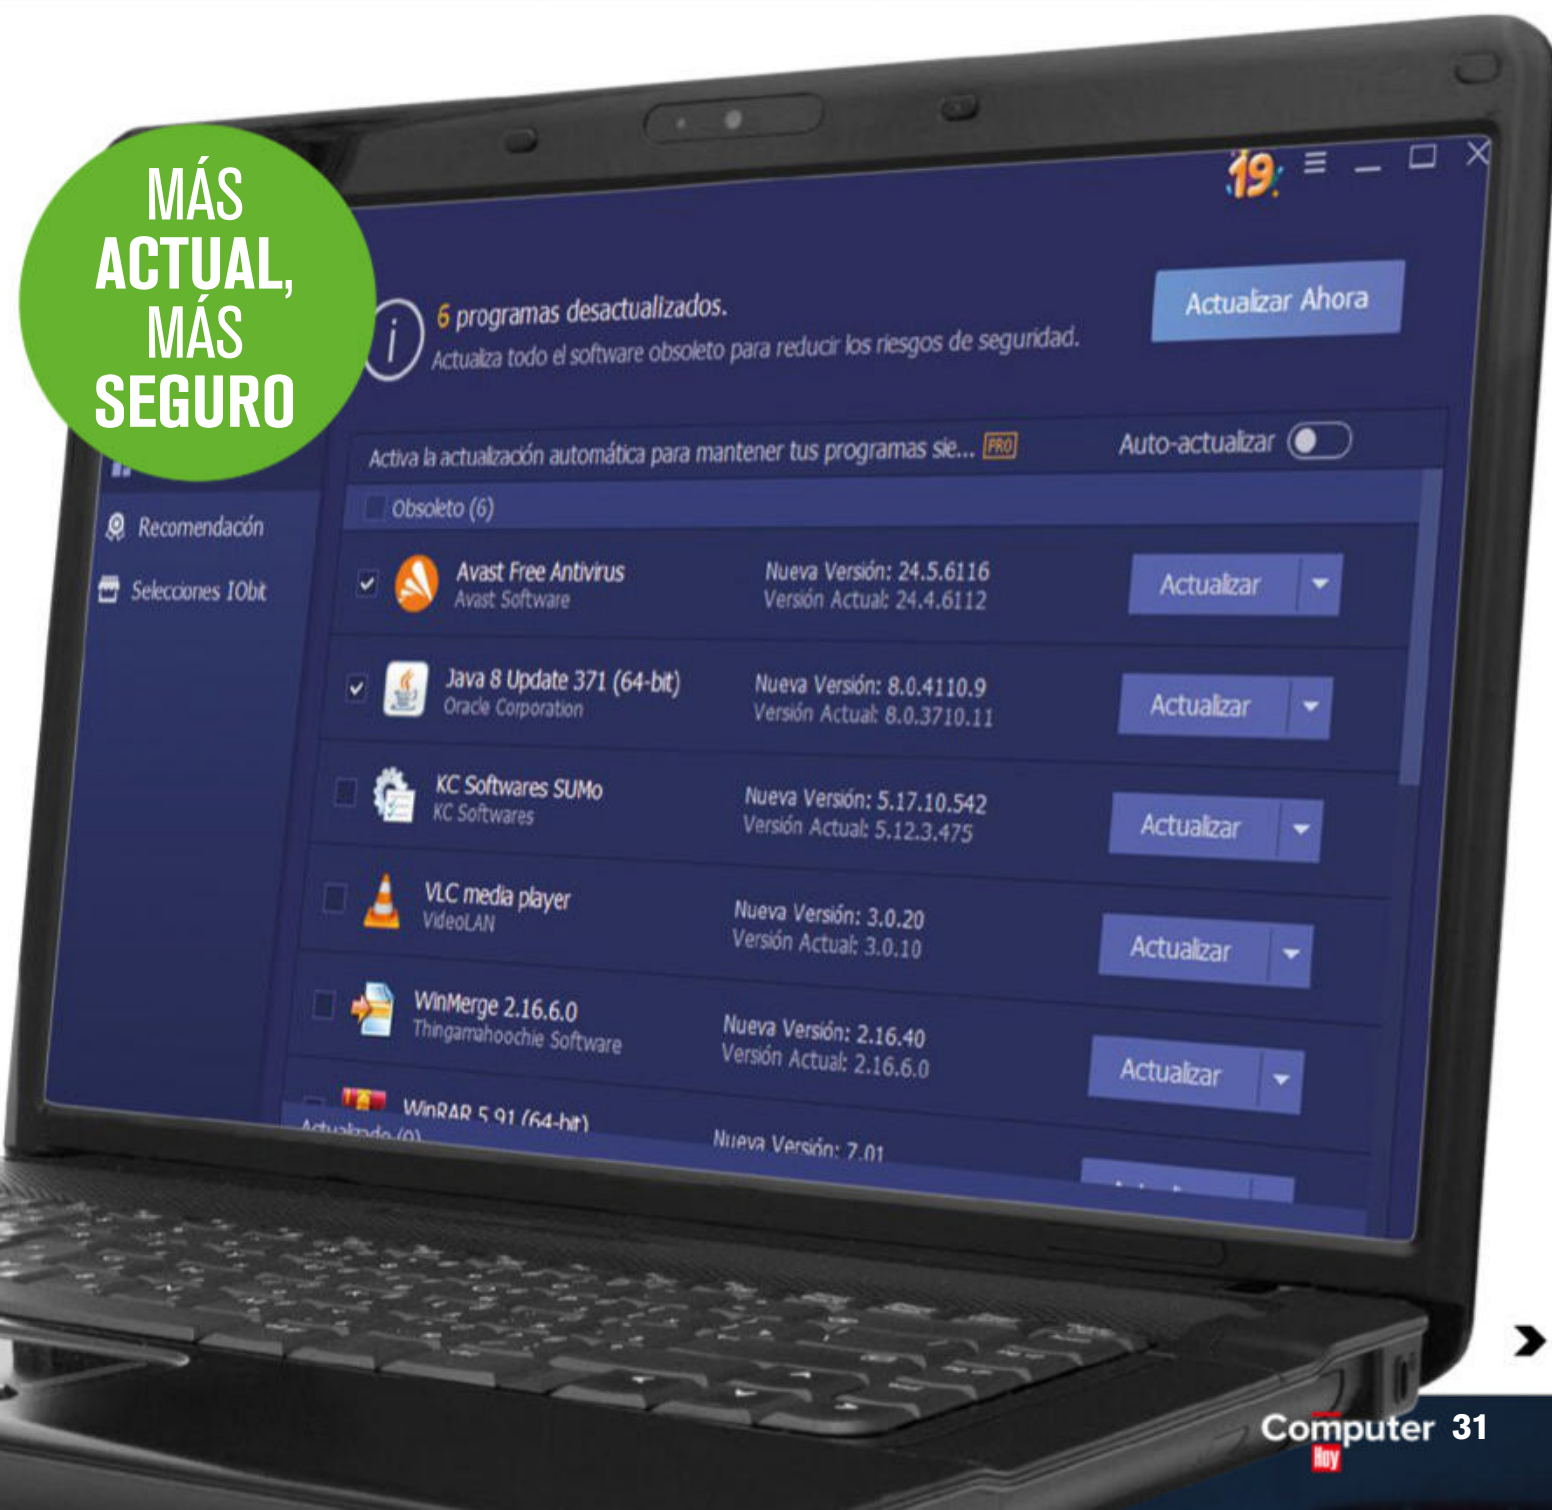 MÁS
ACTUAL,
MÁS
SEGURO
19
6 programas desactualizados.
Actualiza todo el software obsoleto para reducir los riesgos de seguridad.
Actualizar Ahora
Activa la actualización automática para mantener tus programas sie... PRO
Auto-actualizar
Obsoleto (6)
Recomendacón
Selecciones IObit
Avast Free Antivirus
Avast Software
Nueva Versión: 24.5.6116
Versión Actual: 24.4.6112
Actualizar
Java 8 Update 371 (64-bit)
Oracle Corporation
Nueva Versión: 8.0.4110.9
Versión Actual: 8.0.3710.11
Actualizar
KC Softwares SUMo
KC Softwares
Nueva Versión: 5.17.10.542
Versión Actual: 5.12.3.475
Actualizar
VLC media player
VideoLAN
Nueva Versión: 3.0.20
Versión Actual: 3.0.10
Actualizar
WinMerge 2.16.6.0
Thingamahoochie Software
Nueva Versión: 2.16.40
Versión Actual: 2.16.6.0
Actualizar
WinRAR 5.91 (64-bit)
Nueva Versión: 7.01
Actualizado (0)
Computer 31
Hoy